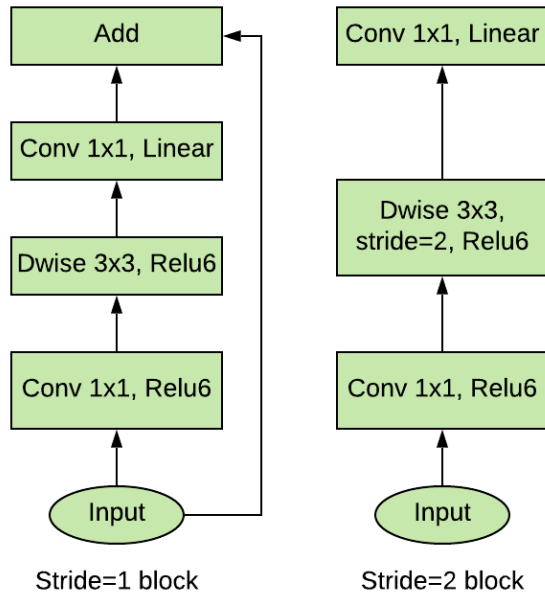 Add
Conv 1x1, Linear
Dwise 3x3, Relu6
Conv 1x1, Relu6
Input
Stride=1 block
Conv 1x1, Linear
Dwise 3x3,
stride=2, Relu6
Conv 1x1, Relu6
Input
Stride=2 block